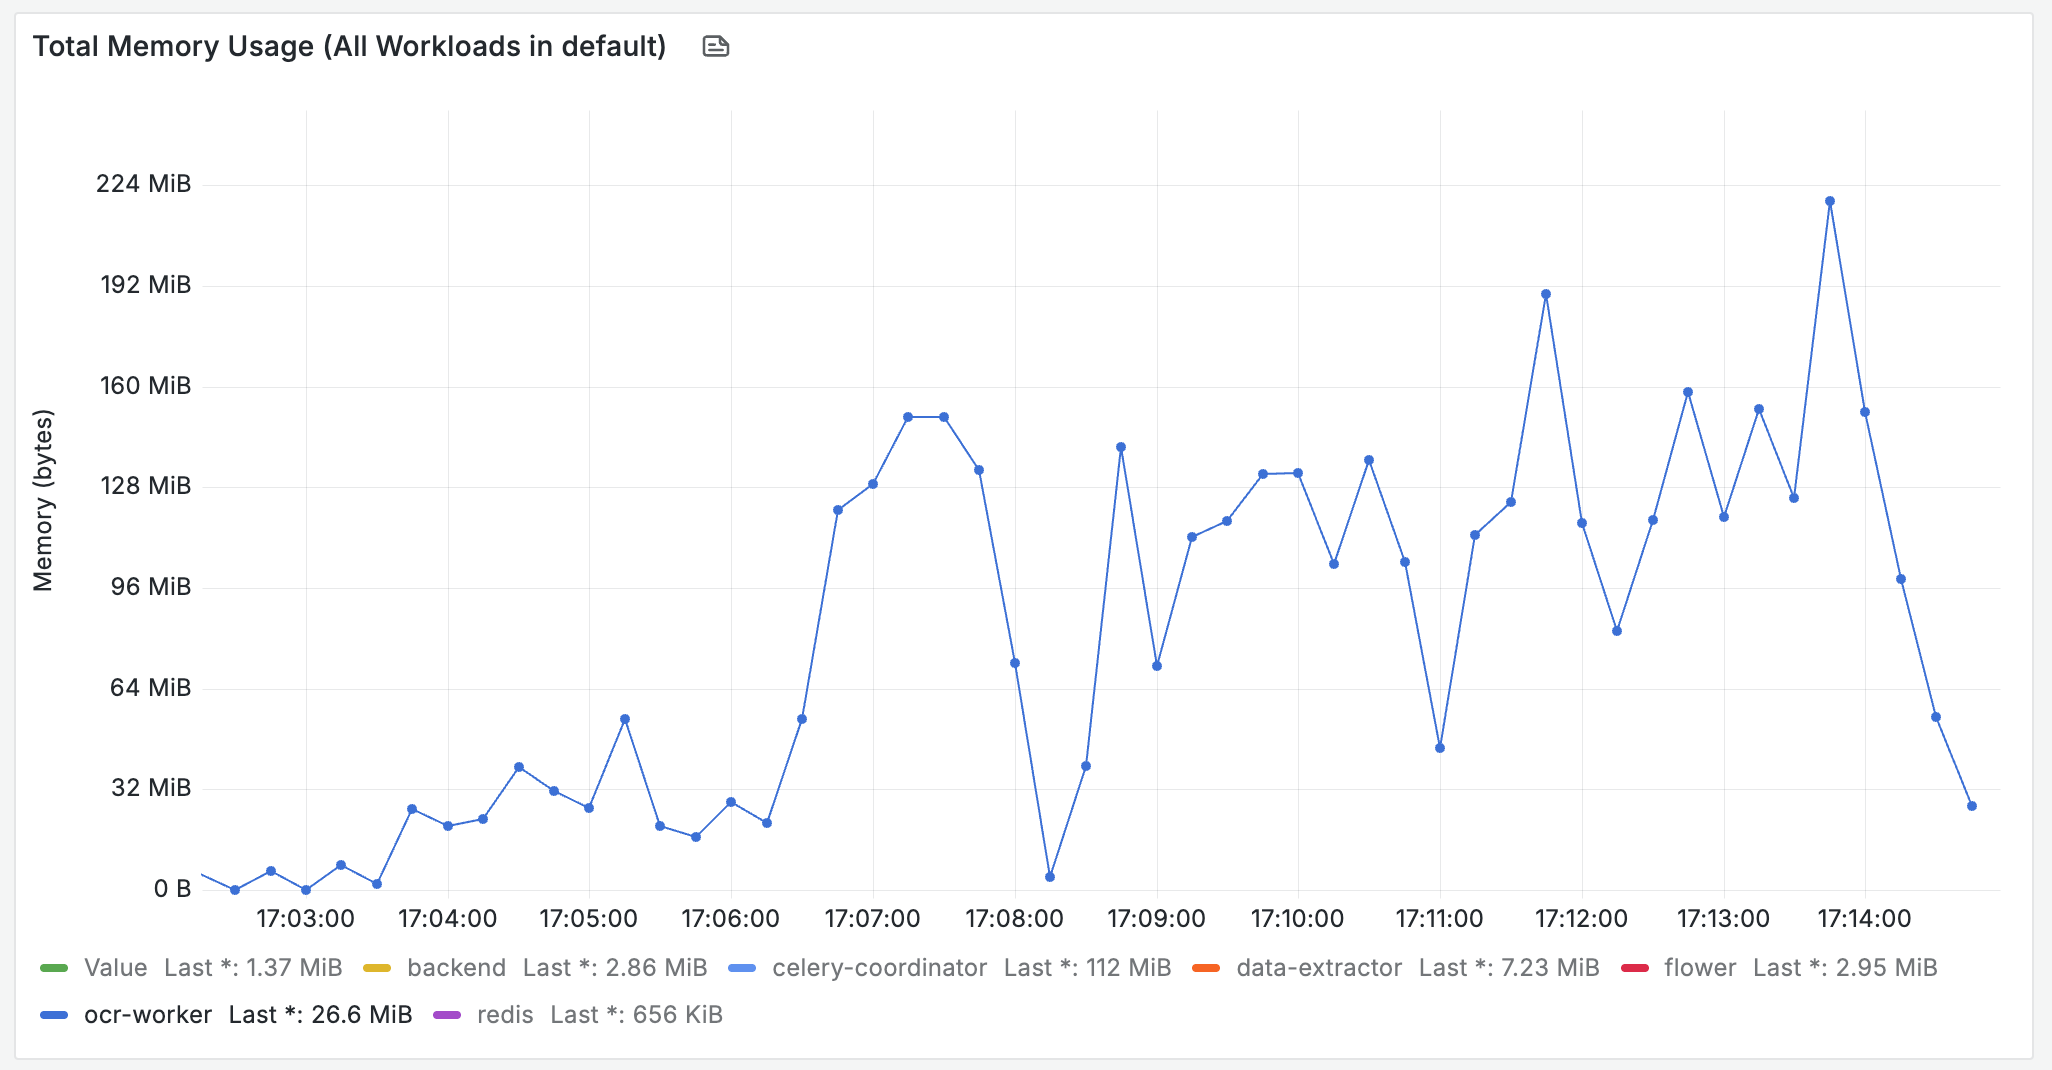 Total Memory Usage (All Workloads in default)
224 MiB
192 MiB
160 MiB
128 MiB
96 MiB
64 MiB
32 MiB
0 B
Memory (bytes)
17:03:00 17:04:00 17:05:00 17:06:00 17:07:00 17:08:00 17:09:00 17:10:00 17:11:00 17:12:00 17:13:00 17:14:00
Value Last *: 1.37 MiB backend Last *: 2.86 MiB celery-coordinator Last *: 112 MiB data-extractor Last *: 7.23 MiB flower Last *: 2.95 MiB
ocr-worker Last *: 26.6 MiB redis Last *: 656 KiB